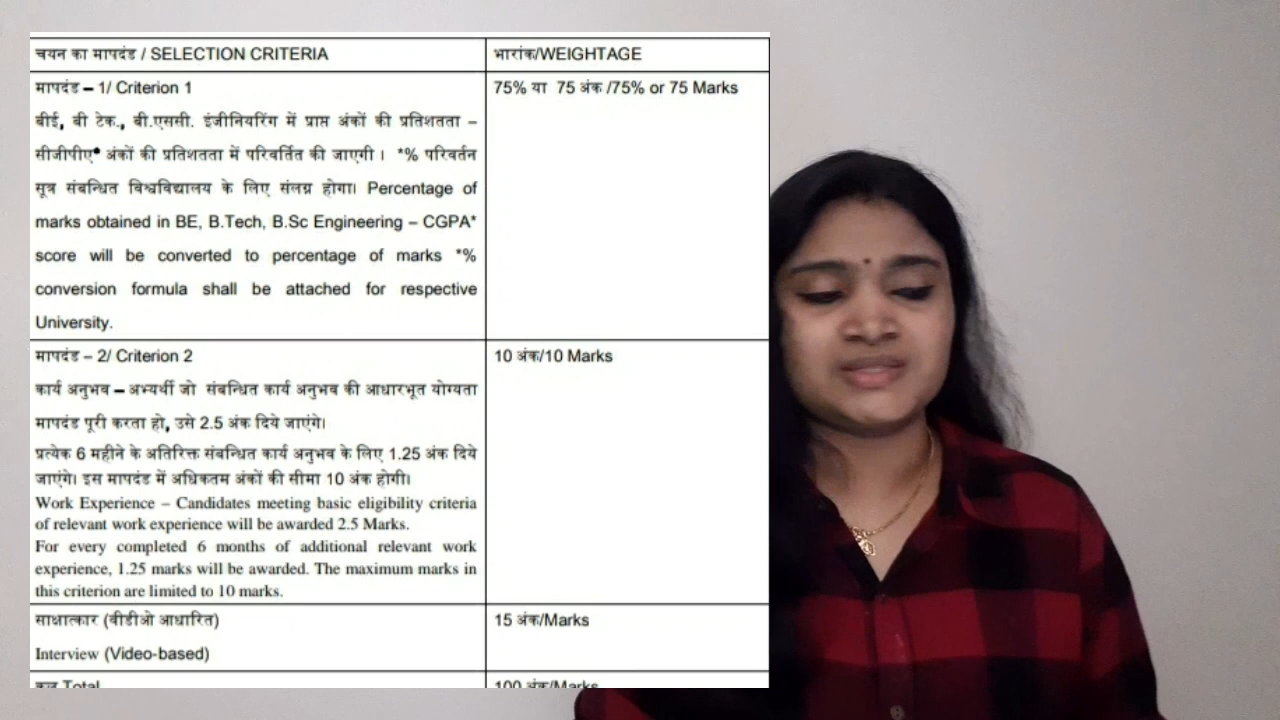 चयन का मापदंड / SELECTION CRITERIA
भारांक/WEIGHTAGE
मापदंड – 1/ Criterion 1
75% या 75 अंक /75% or 75 Marks
बीई, बी टेक., बी.एससी. इंजीनियरिंग में प्राप्त अंकों की प्रतिशतता –
सीजीपीए* अंकों की प्रतिशतता में परिवर्तित की जाएगी। *% परिवर्तन
सूत्र संबन्धित विश्वविद्यालय के लिए संलग्न होगा। Percentage of
marks obtained in BE, B.Tech, B.Sc Engineering – CGPA*
score will be converted to percentage of marks *%
conversion formula shall be attached for respective
University.
मापदंड – 2/ Criterion 2
10 अंक/10 Marks
कार्य अनुभव – अभ्यर्थी जो संबन्धित कार्य अनुभव की आधारभूत योग्यता
मापदंड पूरी करता हो, उसे 2.5 अंक दिये जाएंगे।
प्रत्येक 6 महीने के अतिरिक्त संबन्धित कार्य अनुभव के लिए 1.25 अंक दिये
जाएंगे। इस मापदंड में अधिकतम अंकों की सीमा 10 अंक होगी।
Work Experience – Candidates meeting basic eligibility criteria
of relevant work experience will be awarded 2.5 Marks.
For every completed 6 months of additional relevant work
experience, 1.25 marks will be awarded. The maximum marks in
this criterion are limited to 10 marks.
साक्षात्कार (वीडीओ आधारित)
15 अंक/Marks
Interview (Video-based)
कुल Total
100 अंक/Marks